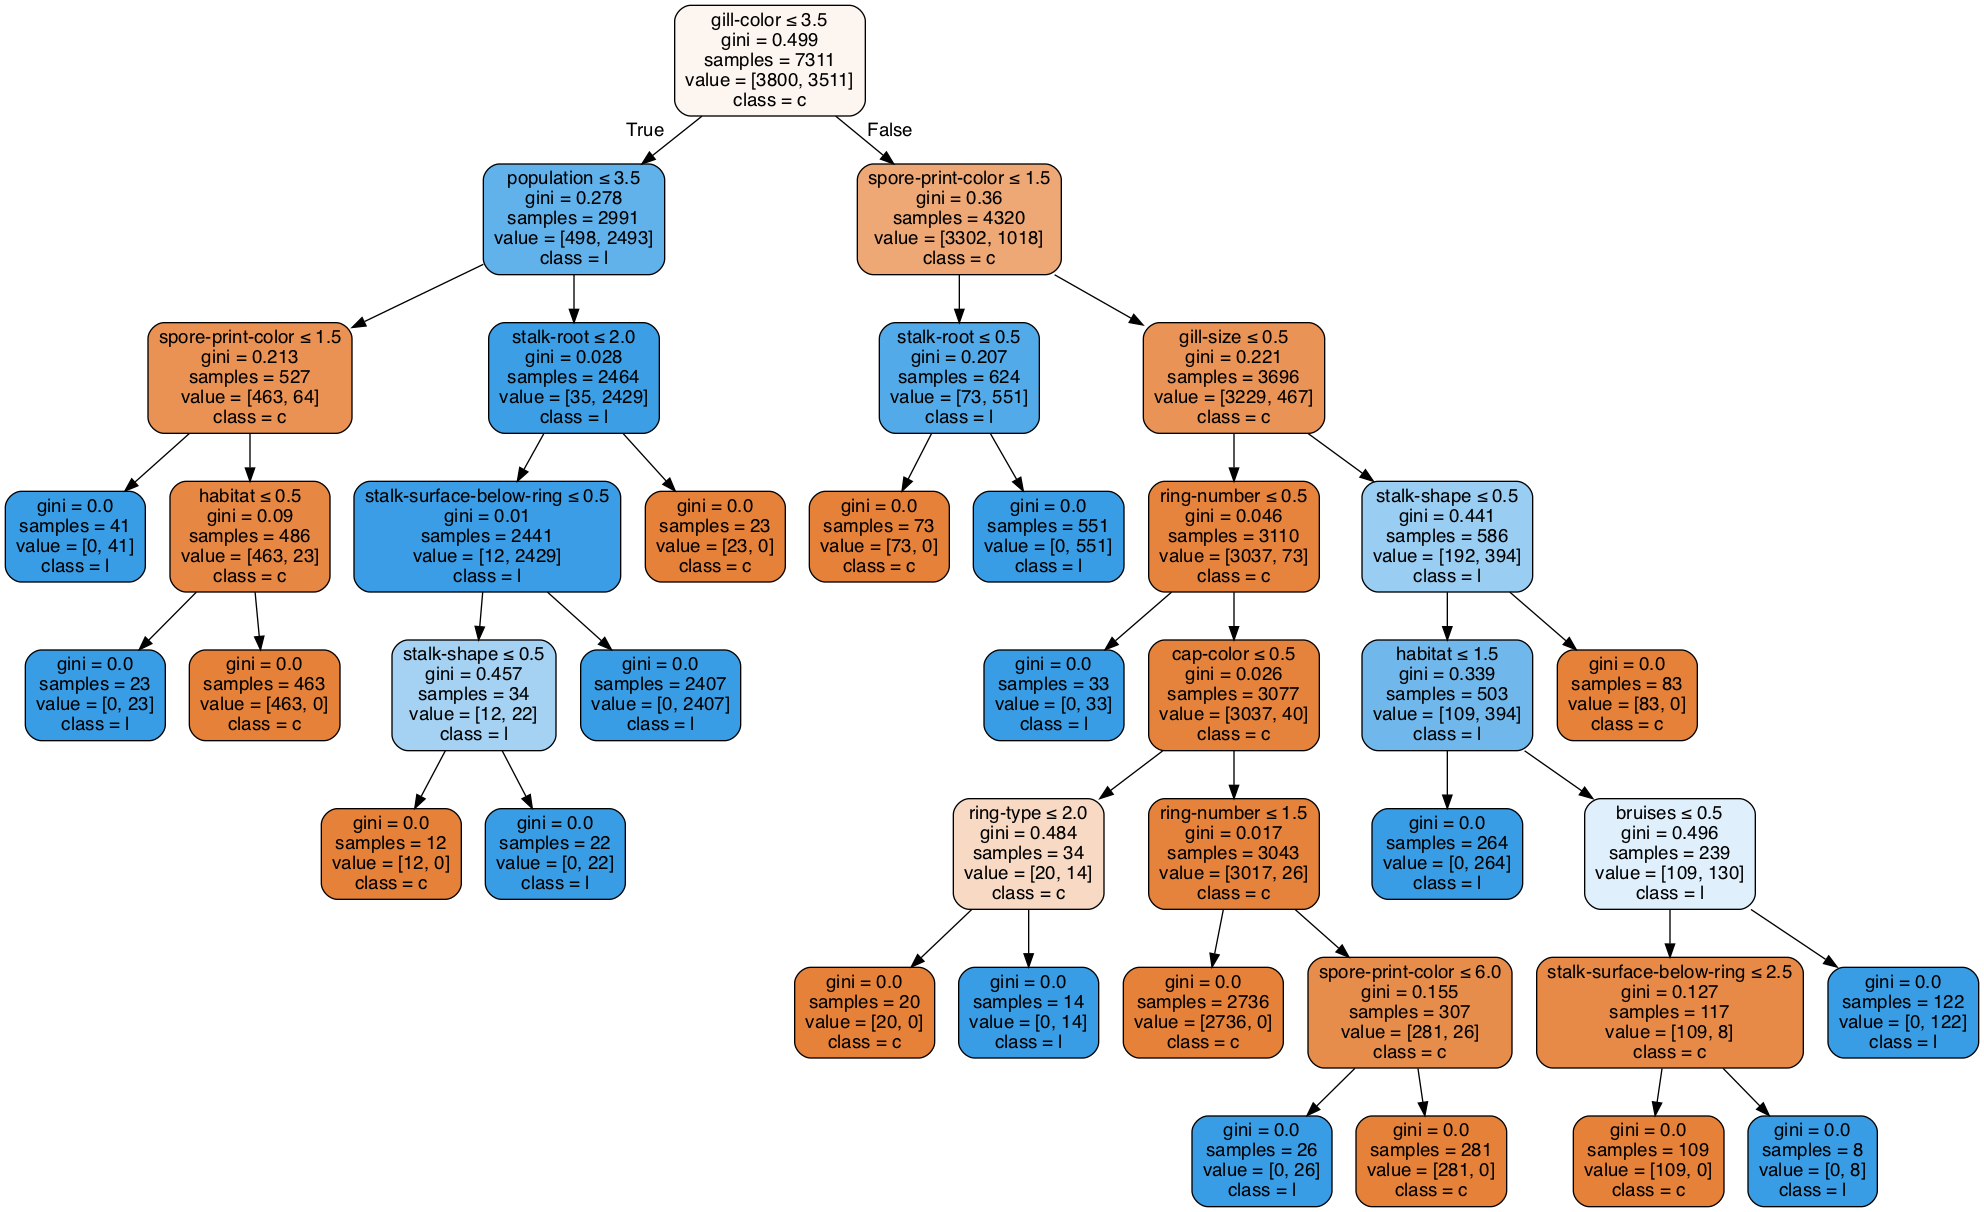 gill-color ≤ 3.5
gini = 0.499
samples = 7311
value = [3800, 3511]
class = c
True
False
population ≤ 3.5
gini = 0.278
samples = 2991
value = [498, 2493]
class = l
spore-print-color ≤ 1.5
gini = 0.36
samples = 4320
value = [3302, 1018]
class = c
spore-print-color ≤ 1.5
gini = 0.213
samples = 527
value = [463, 64]
class = c
stalk-root ≤ 2.0
gini = 0.028
samples = 2464
value = [35, 2429]
class = l
stalk-root ≤ 0.5
gini = 0.207
samples = 624
value = [73, 551]
class = l
gill-size ≤ 0.5
gini = 0.221
samples = 3696
value = [3229, 467]
class = c
gini = 0.0
samples = 41
value = [0, 41]
class = l
habitat ≤ 0.5
gini = 0.09
samples = 486
value = [463, 23]
class = c
stalk-surface-below-ring ≤ 0.5
gini = 0.01
samples = 2441
value = [12, 2429]
class = l
gini = 0.0
samples = 23
value = [23, 0]
class = c
gini = 0.0
samples = 73
value = [73, 0]
class = c
gini = 0.0
samples = 551
value = [0, 551]
class = l
ring-number ≤ 0.5
gini = 0.046
samples = 3110
value = [3037, 73]
class = c
stalk-shape ≤ 0.5
gini = 0.441
samples = 586
value = [192, 394]
class = l
gini = 0.0
samples = 23
value = [0, 23]
class = l
gini = 0.0
samples = 463
value = [463, 0]
class = c
stalk-shape ≤ 0.5
gini = 0.457
samples = 34
value = [12, 22]
class = l
gini = 0.0
samples = 2407
value = [0, 2407]
class = l
gini = 0.0
samples = 33
value = [0, 33]
class = l
cap-color ≤ 0.5
gini = 0.026
samples = 3077
value = [3037, 40]
class = c
habitat ≤ 1.5
gini = 0.339
samples = 503
value = [109, 394]
class = l
gini = 0.0
samples = 83
value = [83, 0]
class = c
gini = 0.0
samples = 12
value = [12, 0]
class = c
gini = 0.0
samples = 22
value = [0, 22]
class = l
ring-type ≤ 2.0
gini = 0.484
samples = 34
value = [20, 14]
class = c
ring-number ≤ 1.5
gini = 0.017
samples = 3043
value = [3017, 26]
class = c
gini = 0.0
samples = 264
value = [0, 264]
class = l
bruises ≤ 0.5
gini = 0.496
samples = 239
value = [109, 130]
class = l
gini = 0.0
samples = 20
value = [20, 0]
class = c
gini = 0.0
samples = 14
value = [0, 14]
class = l
gini = 0.0
samples = 2736
value = [2736, 0]
class = c
spore-print-color ≤ 6.0
gini = 0.155
samples = 307
value = [281, 26]
class = c
stalk-surface-below-ring ≤ 2.5
gini = 0.127
samples = 117
value = [109, 8]
class = c
gini = 0.0
samples = 122
value = [0, 122]
class = l
gini = 0.0
samples = 26
value = [0, 26]
class = l
gini = 0.0
samples = 281
value = [281, 0]
class = c
gini = 0.0
samples = 109
value = [109, 0]
class = c
gini = 0.0
samples = 8
value = [0, 8]
class = l